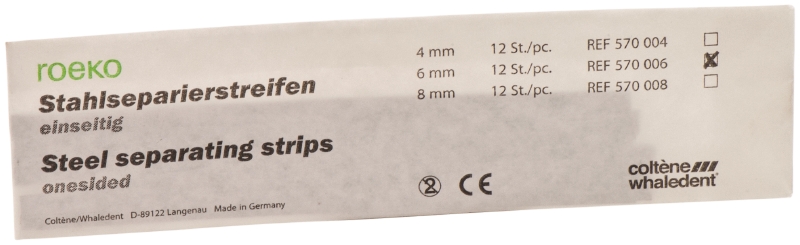 roeko
Stahlseparierstreifen
einseitig
Steel separating strips
onesided
Coltène/Whaledent D-89122 Langenau Made in Germany
4 mm 12 St./pc. REF 570 004
6 mm 12 St./pc. REF 570 006
8 mm 12 St./pc. REF 570 008
2 CE
coltène
whaledent